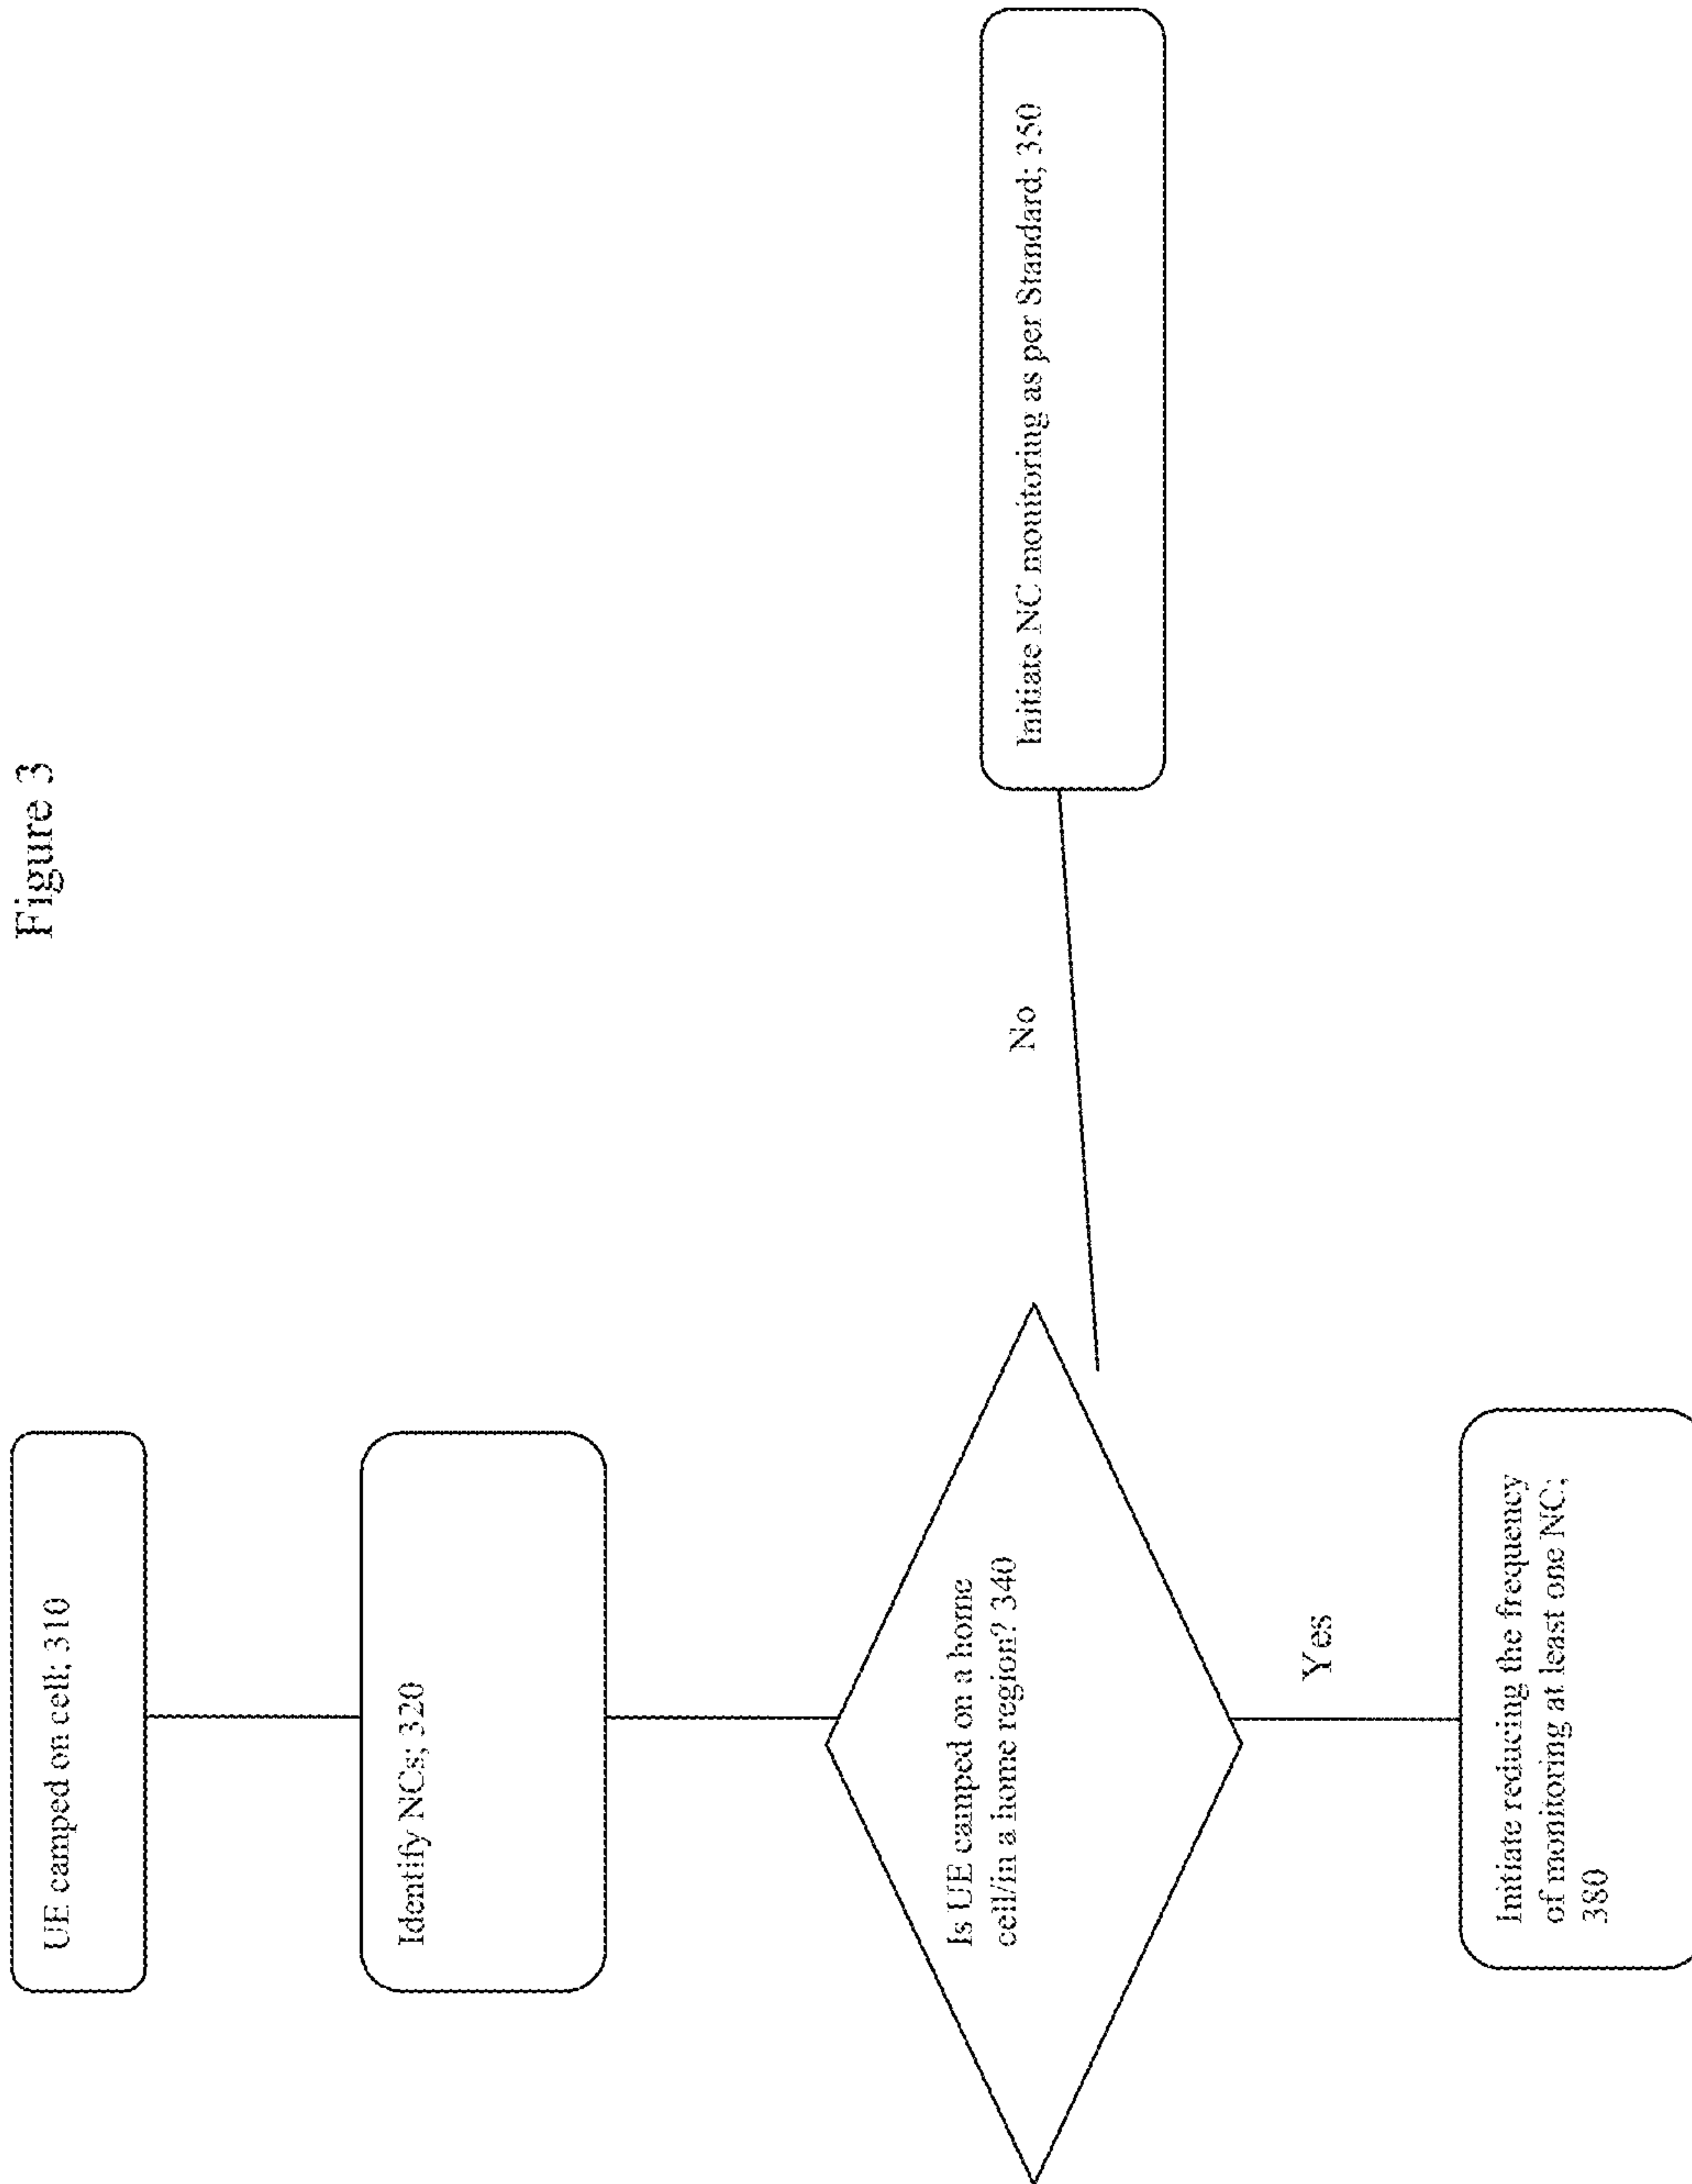 Figure 3
UE camped on cell; 310
Identify NCs; 320
Is UE camped on a home
cell/in a home region? 340
No
Initiate NC monitoring as per Standard; 350
Yes
Initiate reducing the frequency
of monitoring at least one NC;
380